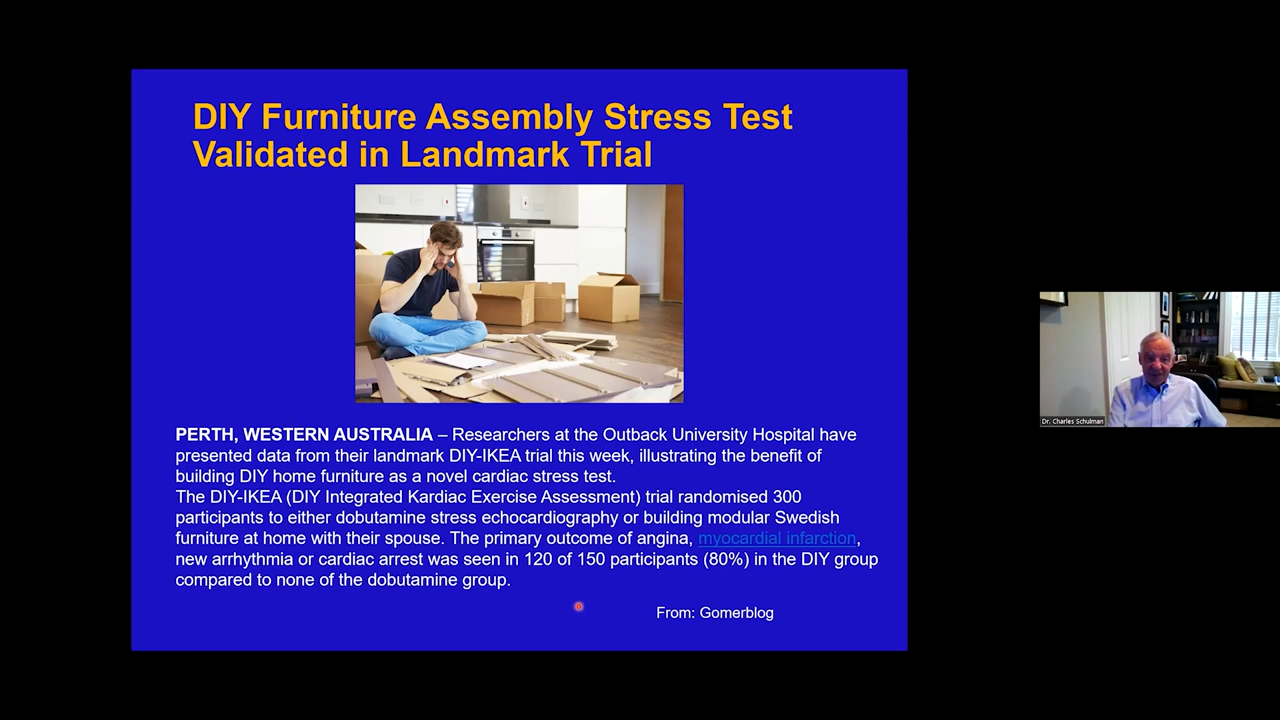 DIY Furniture Assembly Stress Test
Validated in Landmark Trial
PERTH, WESTERN AUSTRALIA – Researchers at the Outback University Hospital have
presented data from their landmark DIY-IKEA trial this week, illustrating the benefit of
building DIY home furniture as a novel cardiac stress test.
The DIY-IKEA (DIY Integrated Kardiac Exercise Assessment) trial randomised 300
participants to either dobutamine stress echocardiography or building modular Swedish
furniture at home with their spouse. The primary outcome of angina, myocardial infarction,
new arrhythmia or cardiac arrest was seen in 120 of 150 participants (80%) in the DIY group
compared to none of the dobutamine group.
From: Gomerblog
Dr. Charles Schulman